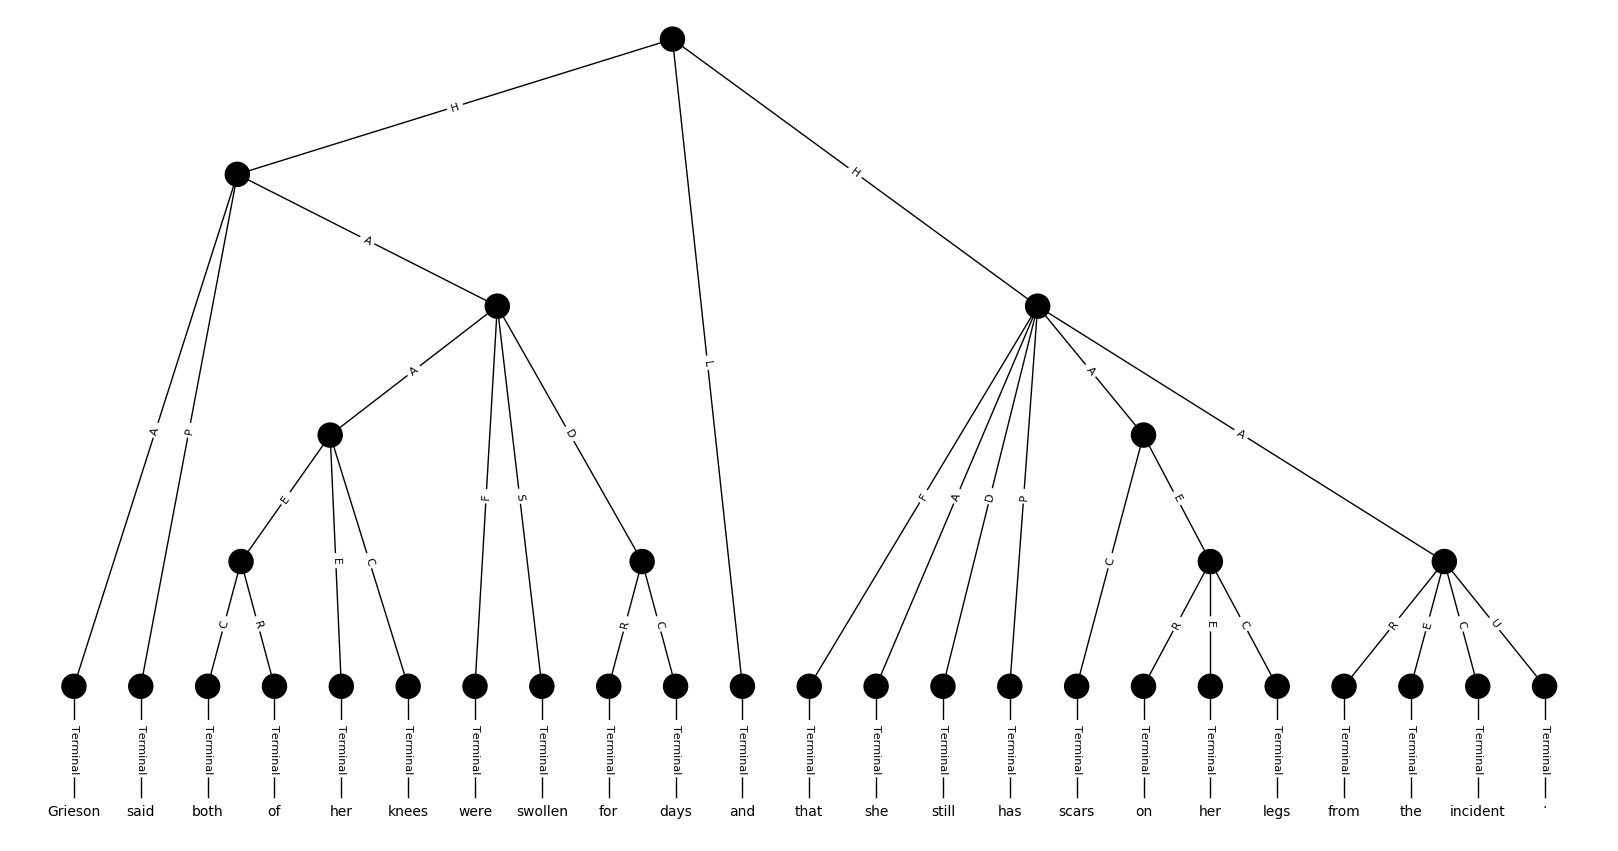 H
A
H
L
A
A
A
P
A
F
S
D
F
A
D
P
E
E
C
C
E
C
R
R
C
R
E
C
R
E
C
U
Terminal Terminal Terminal Terminal Terminal Terminal Terminal Terminal Terminal Terminal Terminal Terminal Terminal Terminal Terminal Terminal Terminal Terminal Terminal Terminal Terminal Terminal Terminal
Grieson said both of her knees were swollen for days and that she still has scars on her legs from the incident .